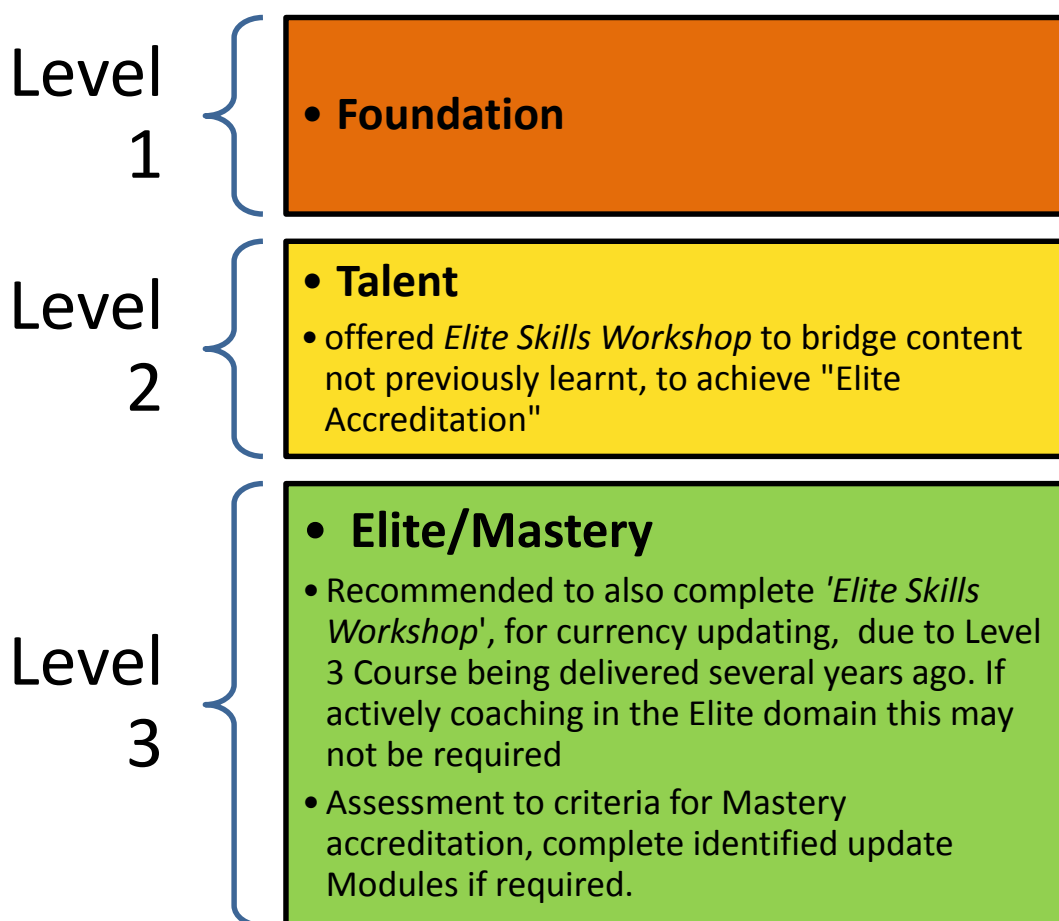 Level
1
• Foundation
Level
2
• Talent
• offered Elite Skills Workshop to bridge content
not previously learnt, to achieve "Elite
Accreditation"
Level
3
• Elite/Mastery
• Recommended to also complete 'Elite Skills
Workshop', for currency updating,  due to Level
3 Course being delivered several years ago. If
actively coaching in the Elite domain this may
not be required
• Assessment to criteria for Mastery
accreditation, complete identified update
Modules if required.